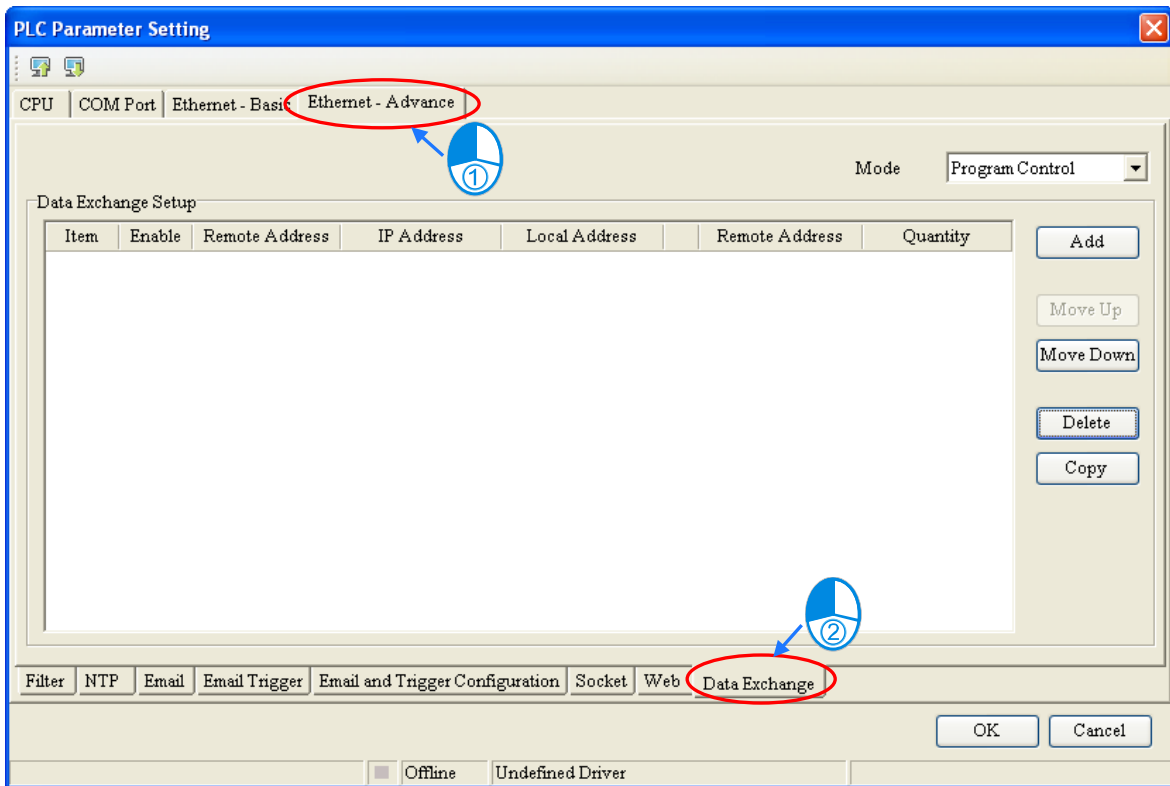 PLC Parameter Setting
CPU COM Port Ethernet - Basic Ethernet - Advance
①
Mode Program Control
Data Exchange Setup
Item Enable Remote Address IP Address Local Address Remote Address Quantity
Add
Move Up
Move Down
Delete
Copy
②
Filter NTP Email Email Trigger Email and Trigger Configuration Socket Web Data Exchange
OK Cancel
Offline Undefined Driver